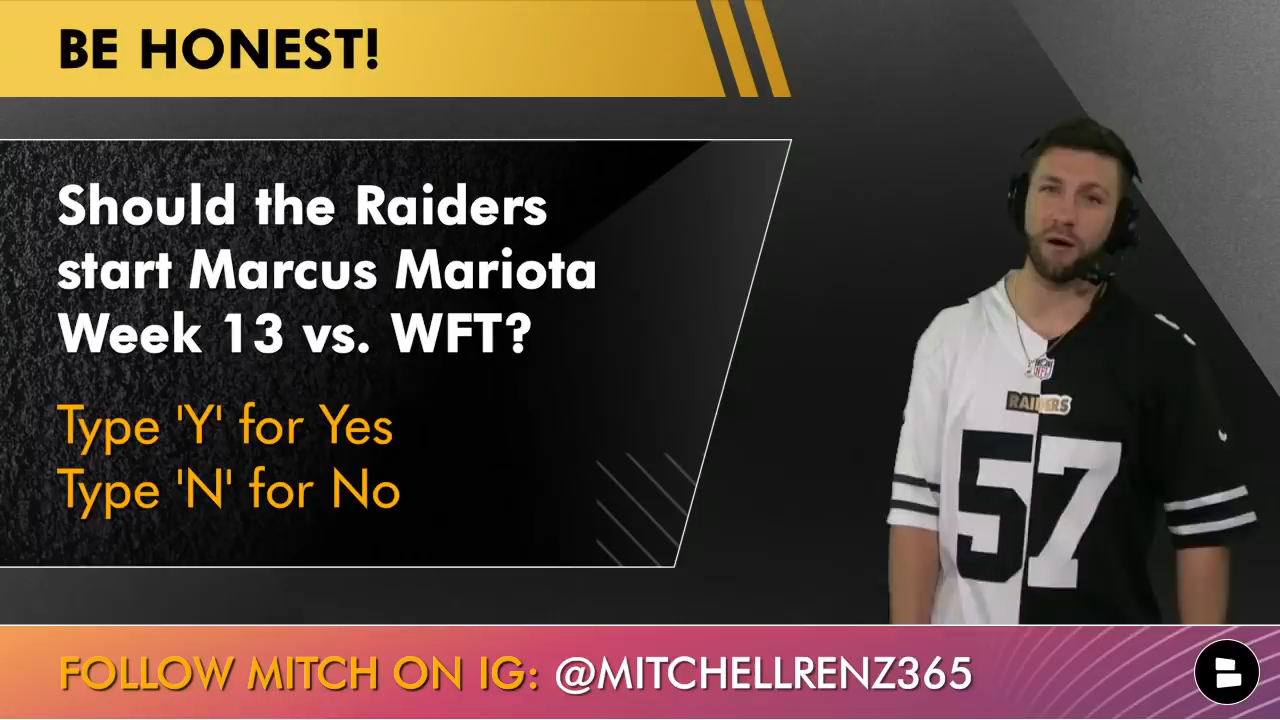 BE HONEST!
Should the Raiders
start Marcus Mariota
Week 13 vs. WFT?
Type 'Y' for Yes
Type 'N' for No
NFL
RAIDERS
57
FOLLOW MITCH ON IG: @MITCHELLRENZ365